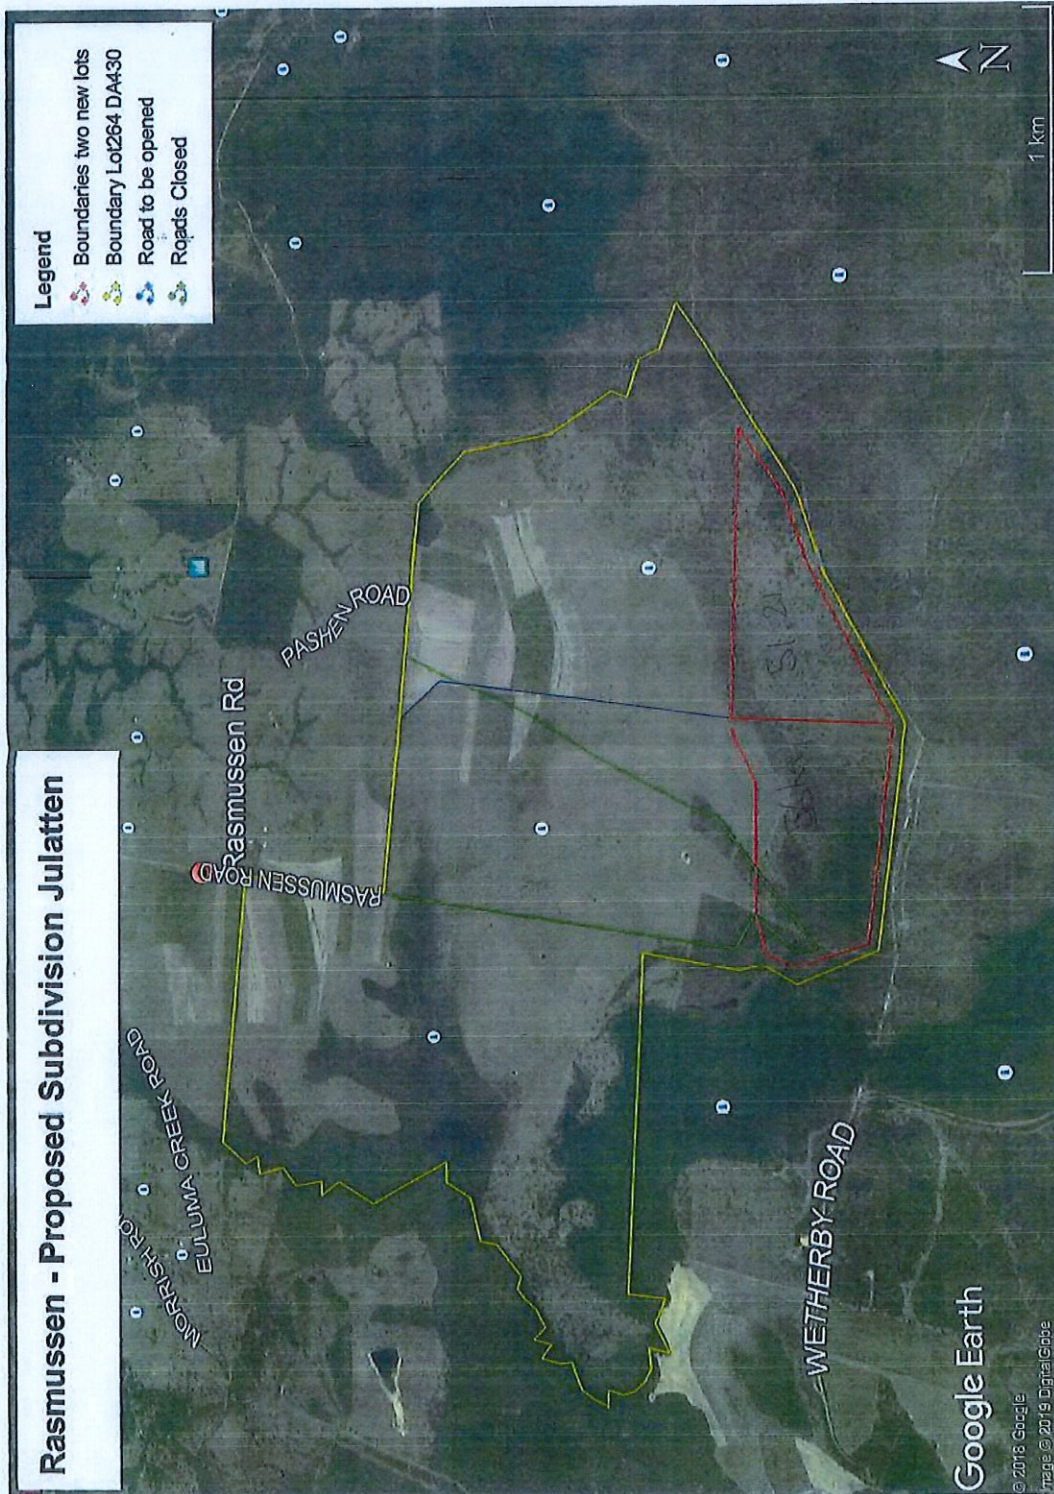 Rasmussen - Proposed Subdivision Julatten
Legend
Boundaries two new lots
Boundary Lot264 DA430
Road to be opened
Roads Closed
MORRISH RO
EULUMA CREEK ROAD
Rasmussen Rd
RASMUSSEN ROAD
PASHEN ROAD
WETHERBY ROAD
Google Earth
© 2018 Google
Image © 2019 DigitalGlobe
N
1 km